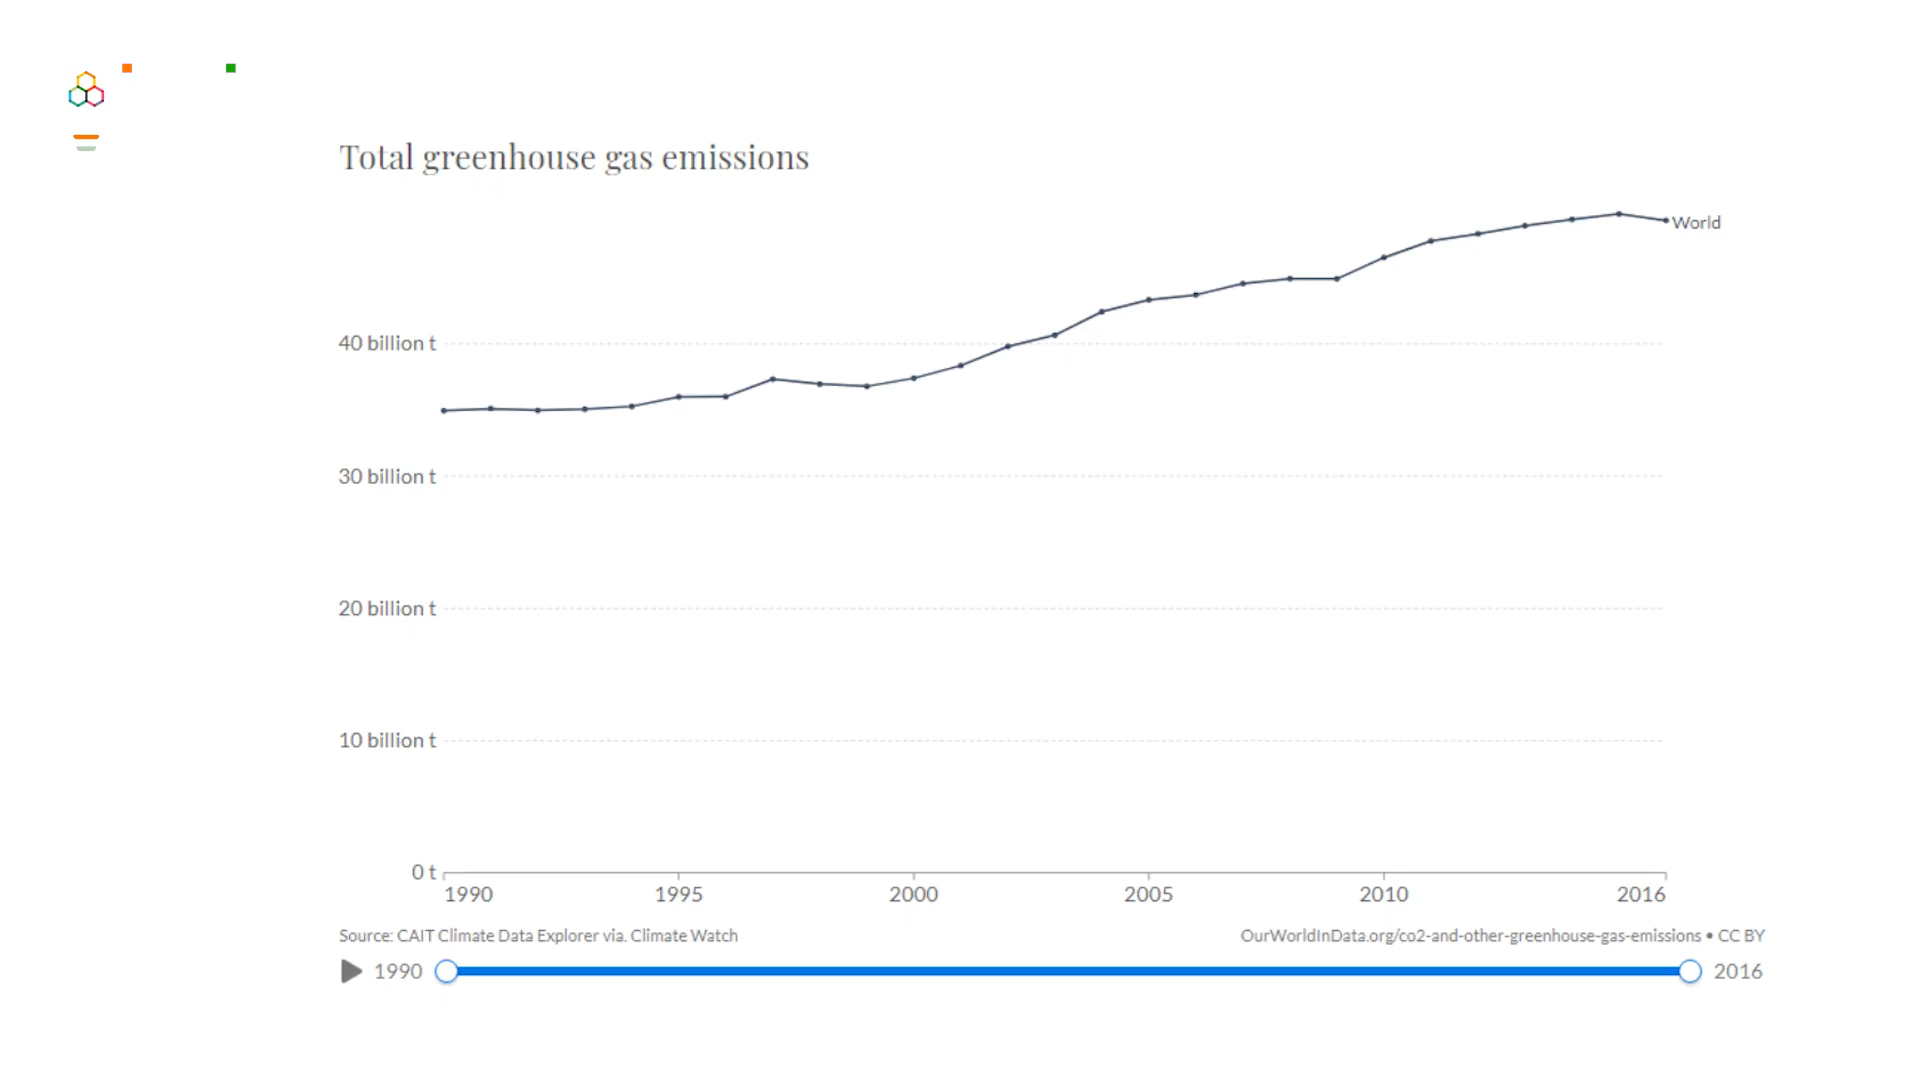 Total greenhouse gas emissions
World
40 billion t
30 billion t
20 billion t
10 billion t
0 t
1990 1995 2000 2005 2010 2016
Source: CAIT Climate Data Explorer via. Climate Watch
OurWorldInData.org/co2-and-other-greenhouse-gas-emissions • CC BY
1990 2016